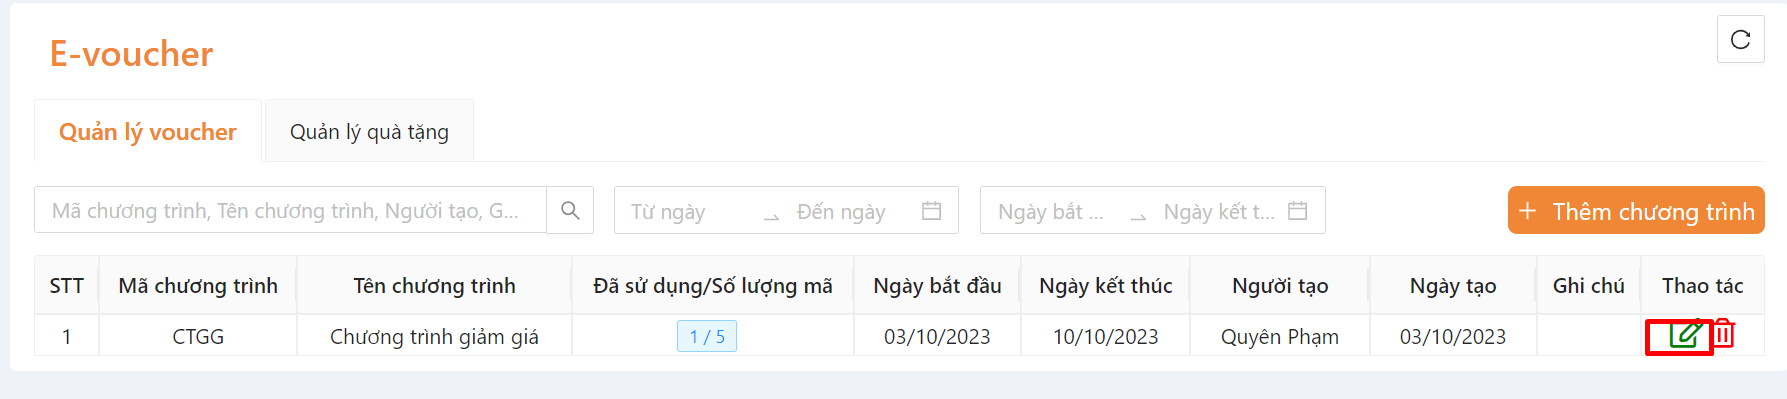 E-voucher
Quản lý voucher Quản lý quà tặng
Mã chương trình, Tên chương trình, Người tạo, G... Từ ngày Đến ngày Ngày bắt ... Ngày kết t... + Thêm chương trình
STT Mã chương trình Tên chương trình Đã sử dụng/Số lượng mã Ngày bắt đầu Ngày kết thúc Người tạo Ngày tạo Ghi chú Thao tác
1 CTGG Chương trình giảm giá 1 / 5 03/10/2023 10/10/2023 Quyên Phạm 03/10/2023